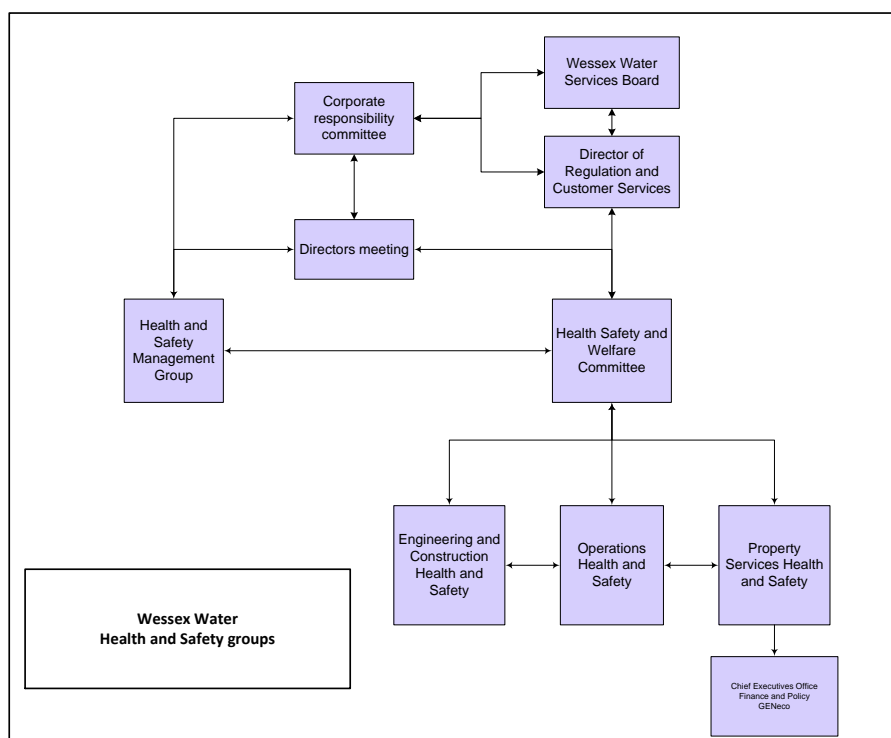 Wessex Water
Services Board
Corporate
responsibility
committee
Director of
Regulation and
Customer Services
Directors meeting
Health and
Safety
Management
Group
Health Safety and
Welfare
Committee
Engineering and
Construction
Health and
Safety
Operations
Health and
Safety
Property
Services Health
and Safety
Wessex Water
Health and Safety groups
Chief Executives Office
Finance and Policy
GENeco